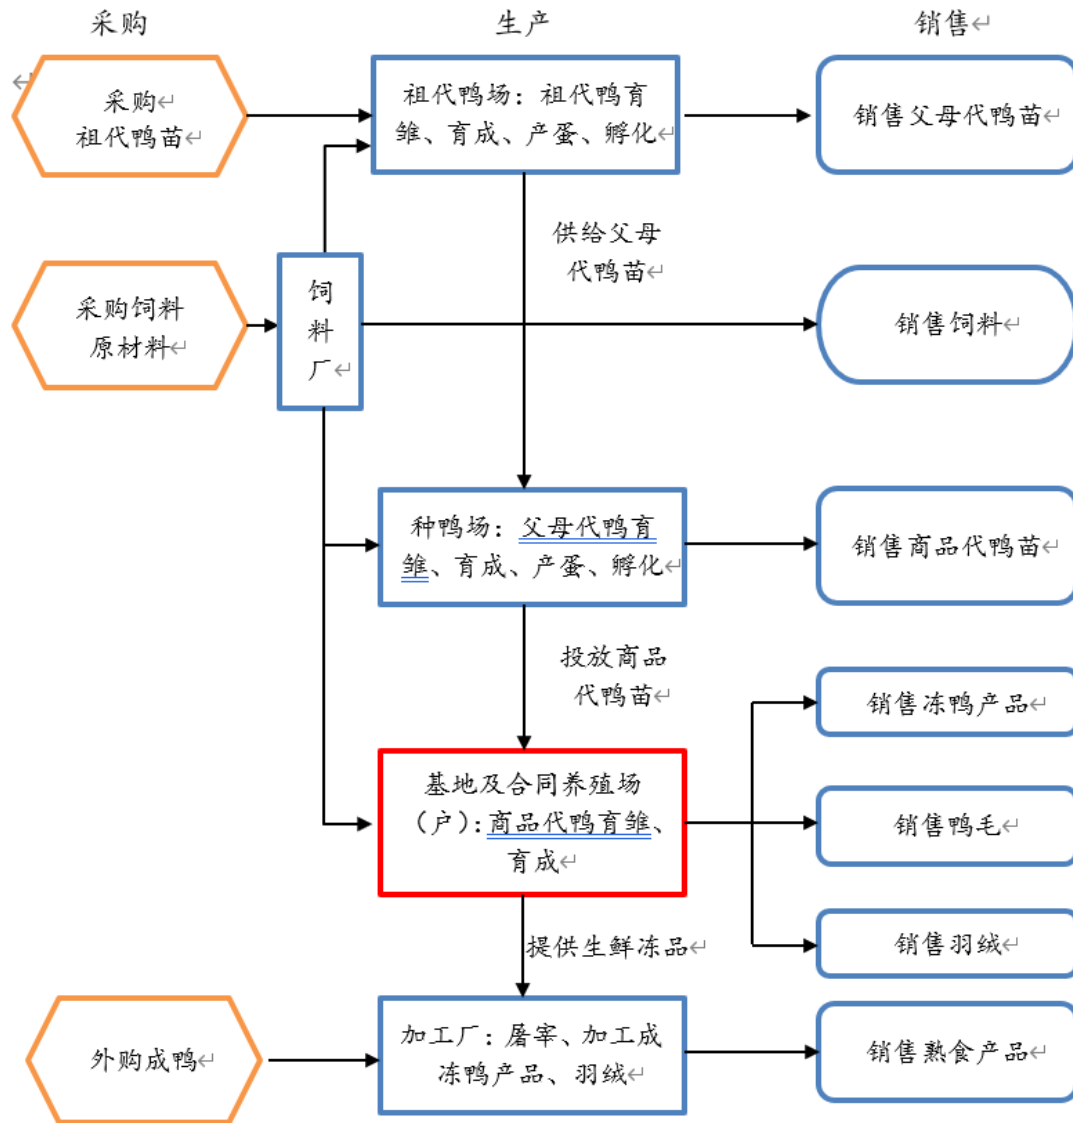 采购
生产
销售
采购
祖代鸭苗
祖代鸭场：祖代鸭育
雏、育成、产蛋、孵化
销售父母代鸭苗
供给父母
代鸭苗
采购饲料
原材料
饲
料
厂
销售饲料
种鸭场：父母代鸭育
雏、育成、产蛋、孵化
销售商品代鸭苗
投放商品
代鸭苗
基地及合同养殖场
（户）：商品代鸭育雏、
育成
销售冻鸭产品
销售鸭毛
销售羽绒
提供生鲜冻品
外购成鸭
加工厂：屠宰、加工成
冻鸭产品、羽绒
销售熟食产品